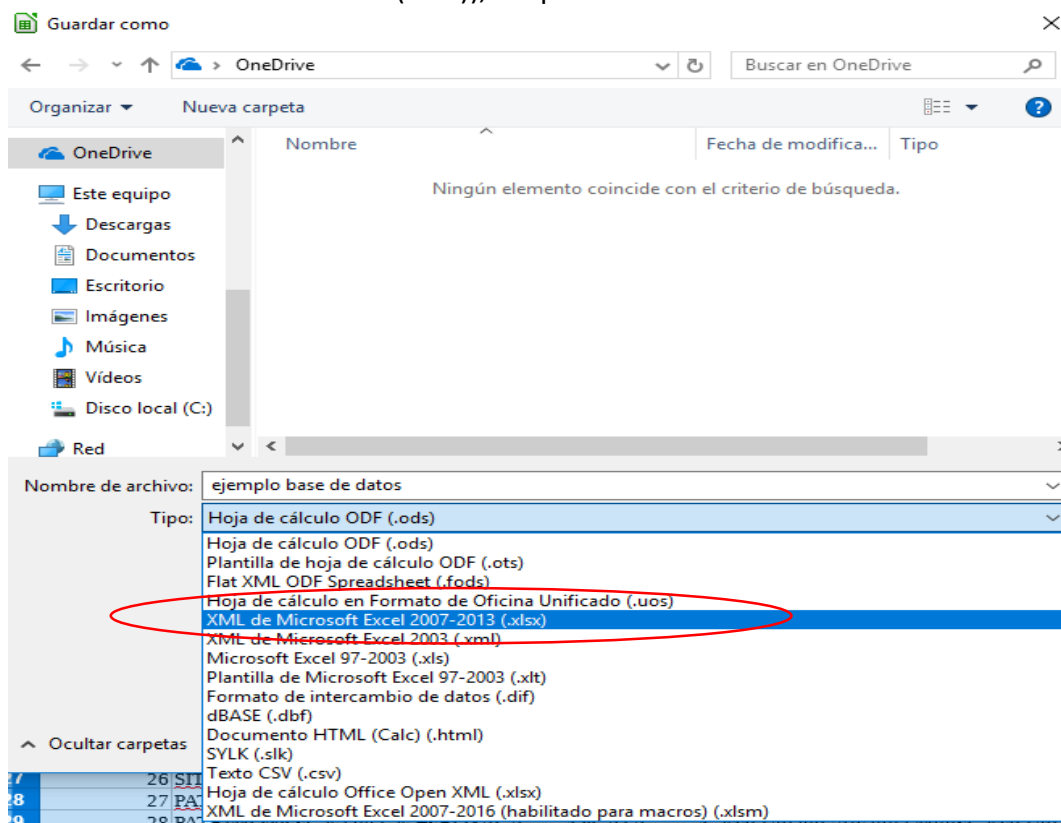 Guardar como
OneDrive
Buscar en OneDrive
Organizar
Nueva carpeta
OneDrive
Este equipo
Descargas
Documentos
Escritorio
Imágenes
Música
Vídeos
Disco local (C:)
Red
Nombre
Fecha de modifica...
Tipo
Ningún elemento coincide con el criterio de búsqueda.
Nombre de archivo: ejemplo base de datos
Tipo: Hoja de cálculo ODF (.ods)
Hoja de cálculo ODF (.ods)
Plantilla de hoja de cálculo ODF (.ots)
Flat XML ODF Spreadsheet (.fods)
Hoja de cálculo en Formato de Oficina Unificado (.uos)
XML de Microsoft Excel 2007-2013 (.xlsx)
XML de Microsoft Excel 2003 (.xml)
Microsoft Excel 97-2003 (.xls)
Plantilla de Microsoft Excel 97-2003 (.xlt)
Formato de intercambio de datos (.dif)
dBASE (.dbf)
Documento HTML (Calc) (.html)
SYLK (.slk)
Texto CSV (.csv)
Hoja de cálculo Office Open XML (.xlsx)
XML de Microsoft Excel 2007-2016 (habilitado para macros) (.xlsm)
Ocultar carpetas
26 SIT
27 PA